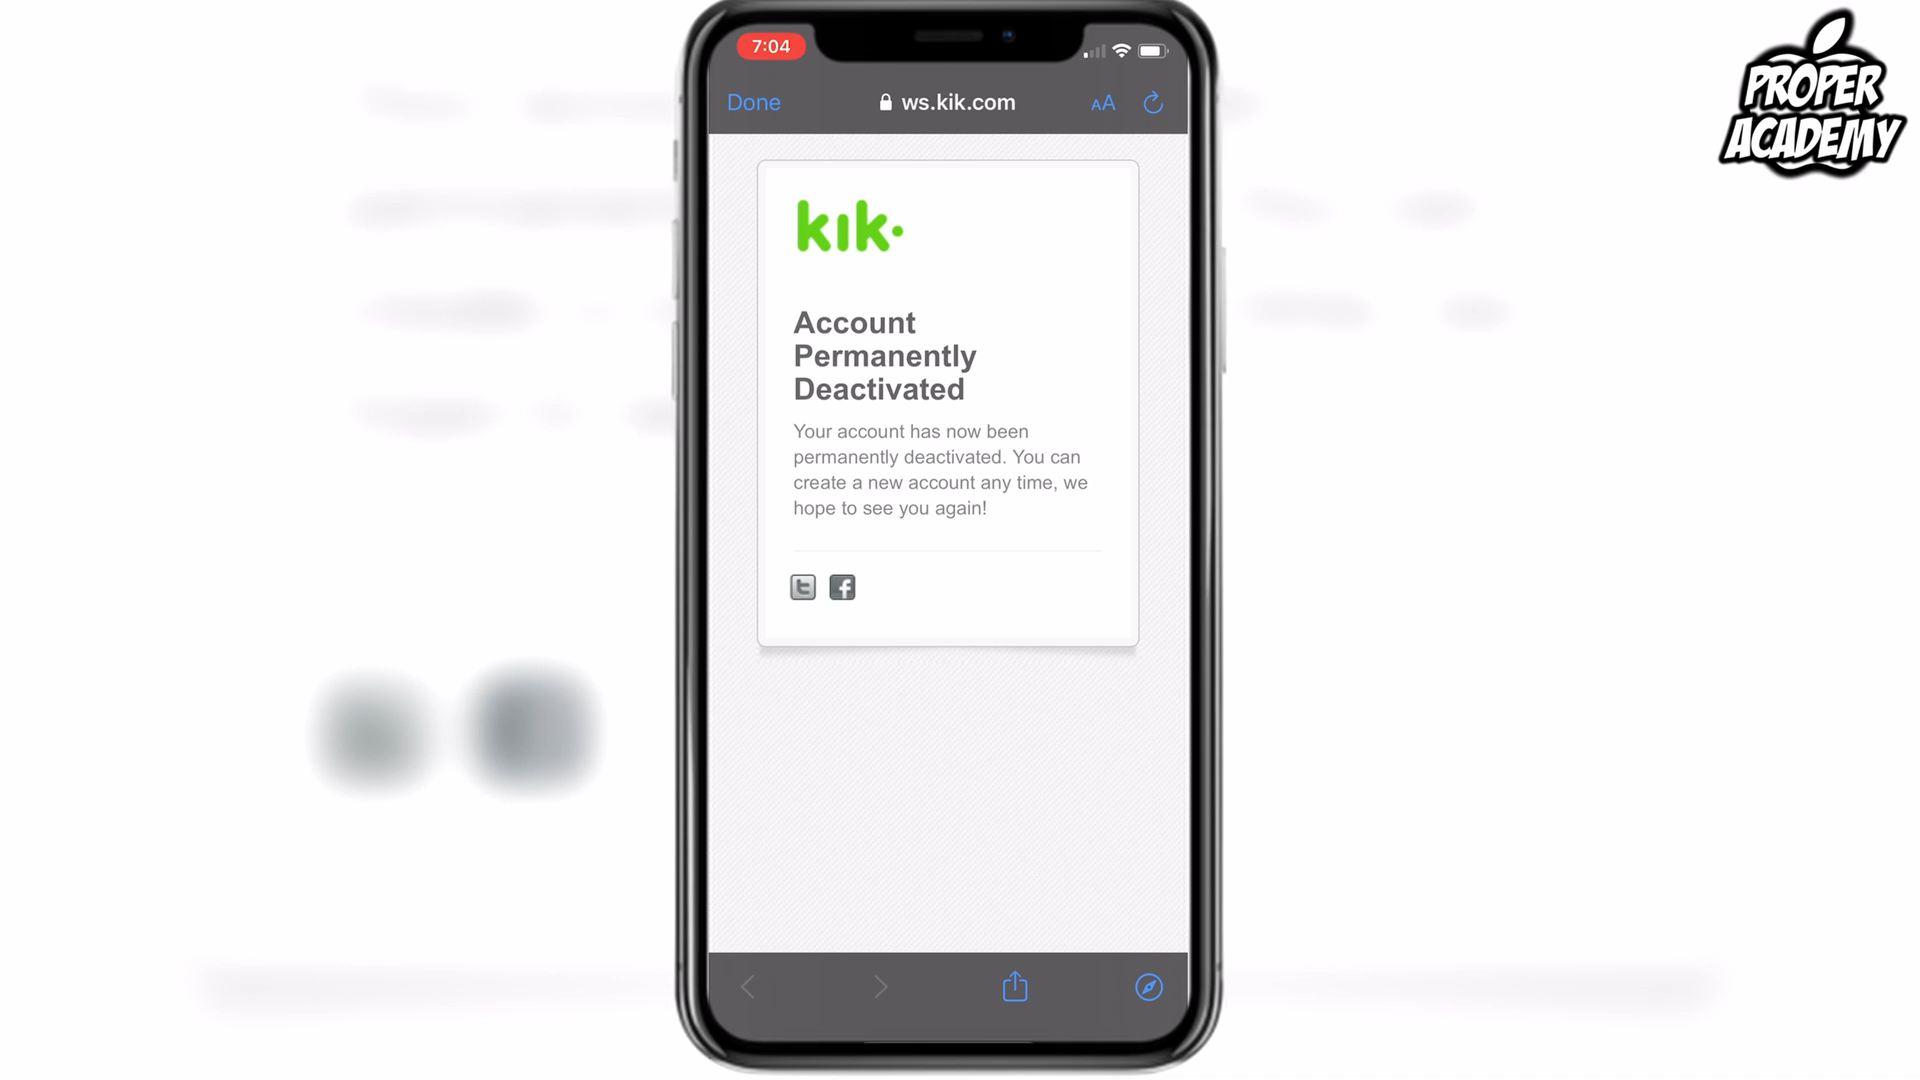 7:04
Done
ws.kik.com
AA
kik.
Account
Permanently
Deactivated
Your account has now been
permanently deactivated. You can
create a new account any time, we
hope to see you again!
PROPER
ACADEMY